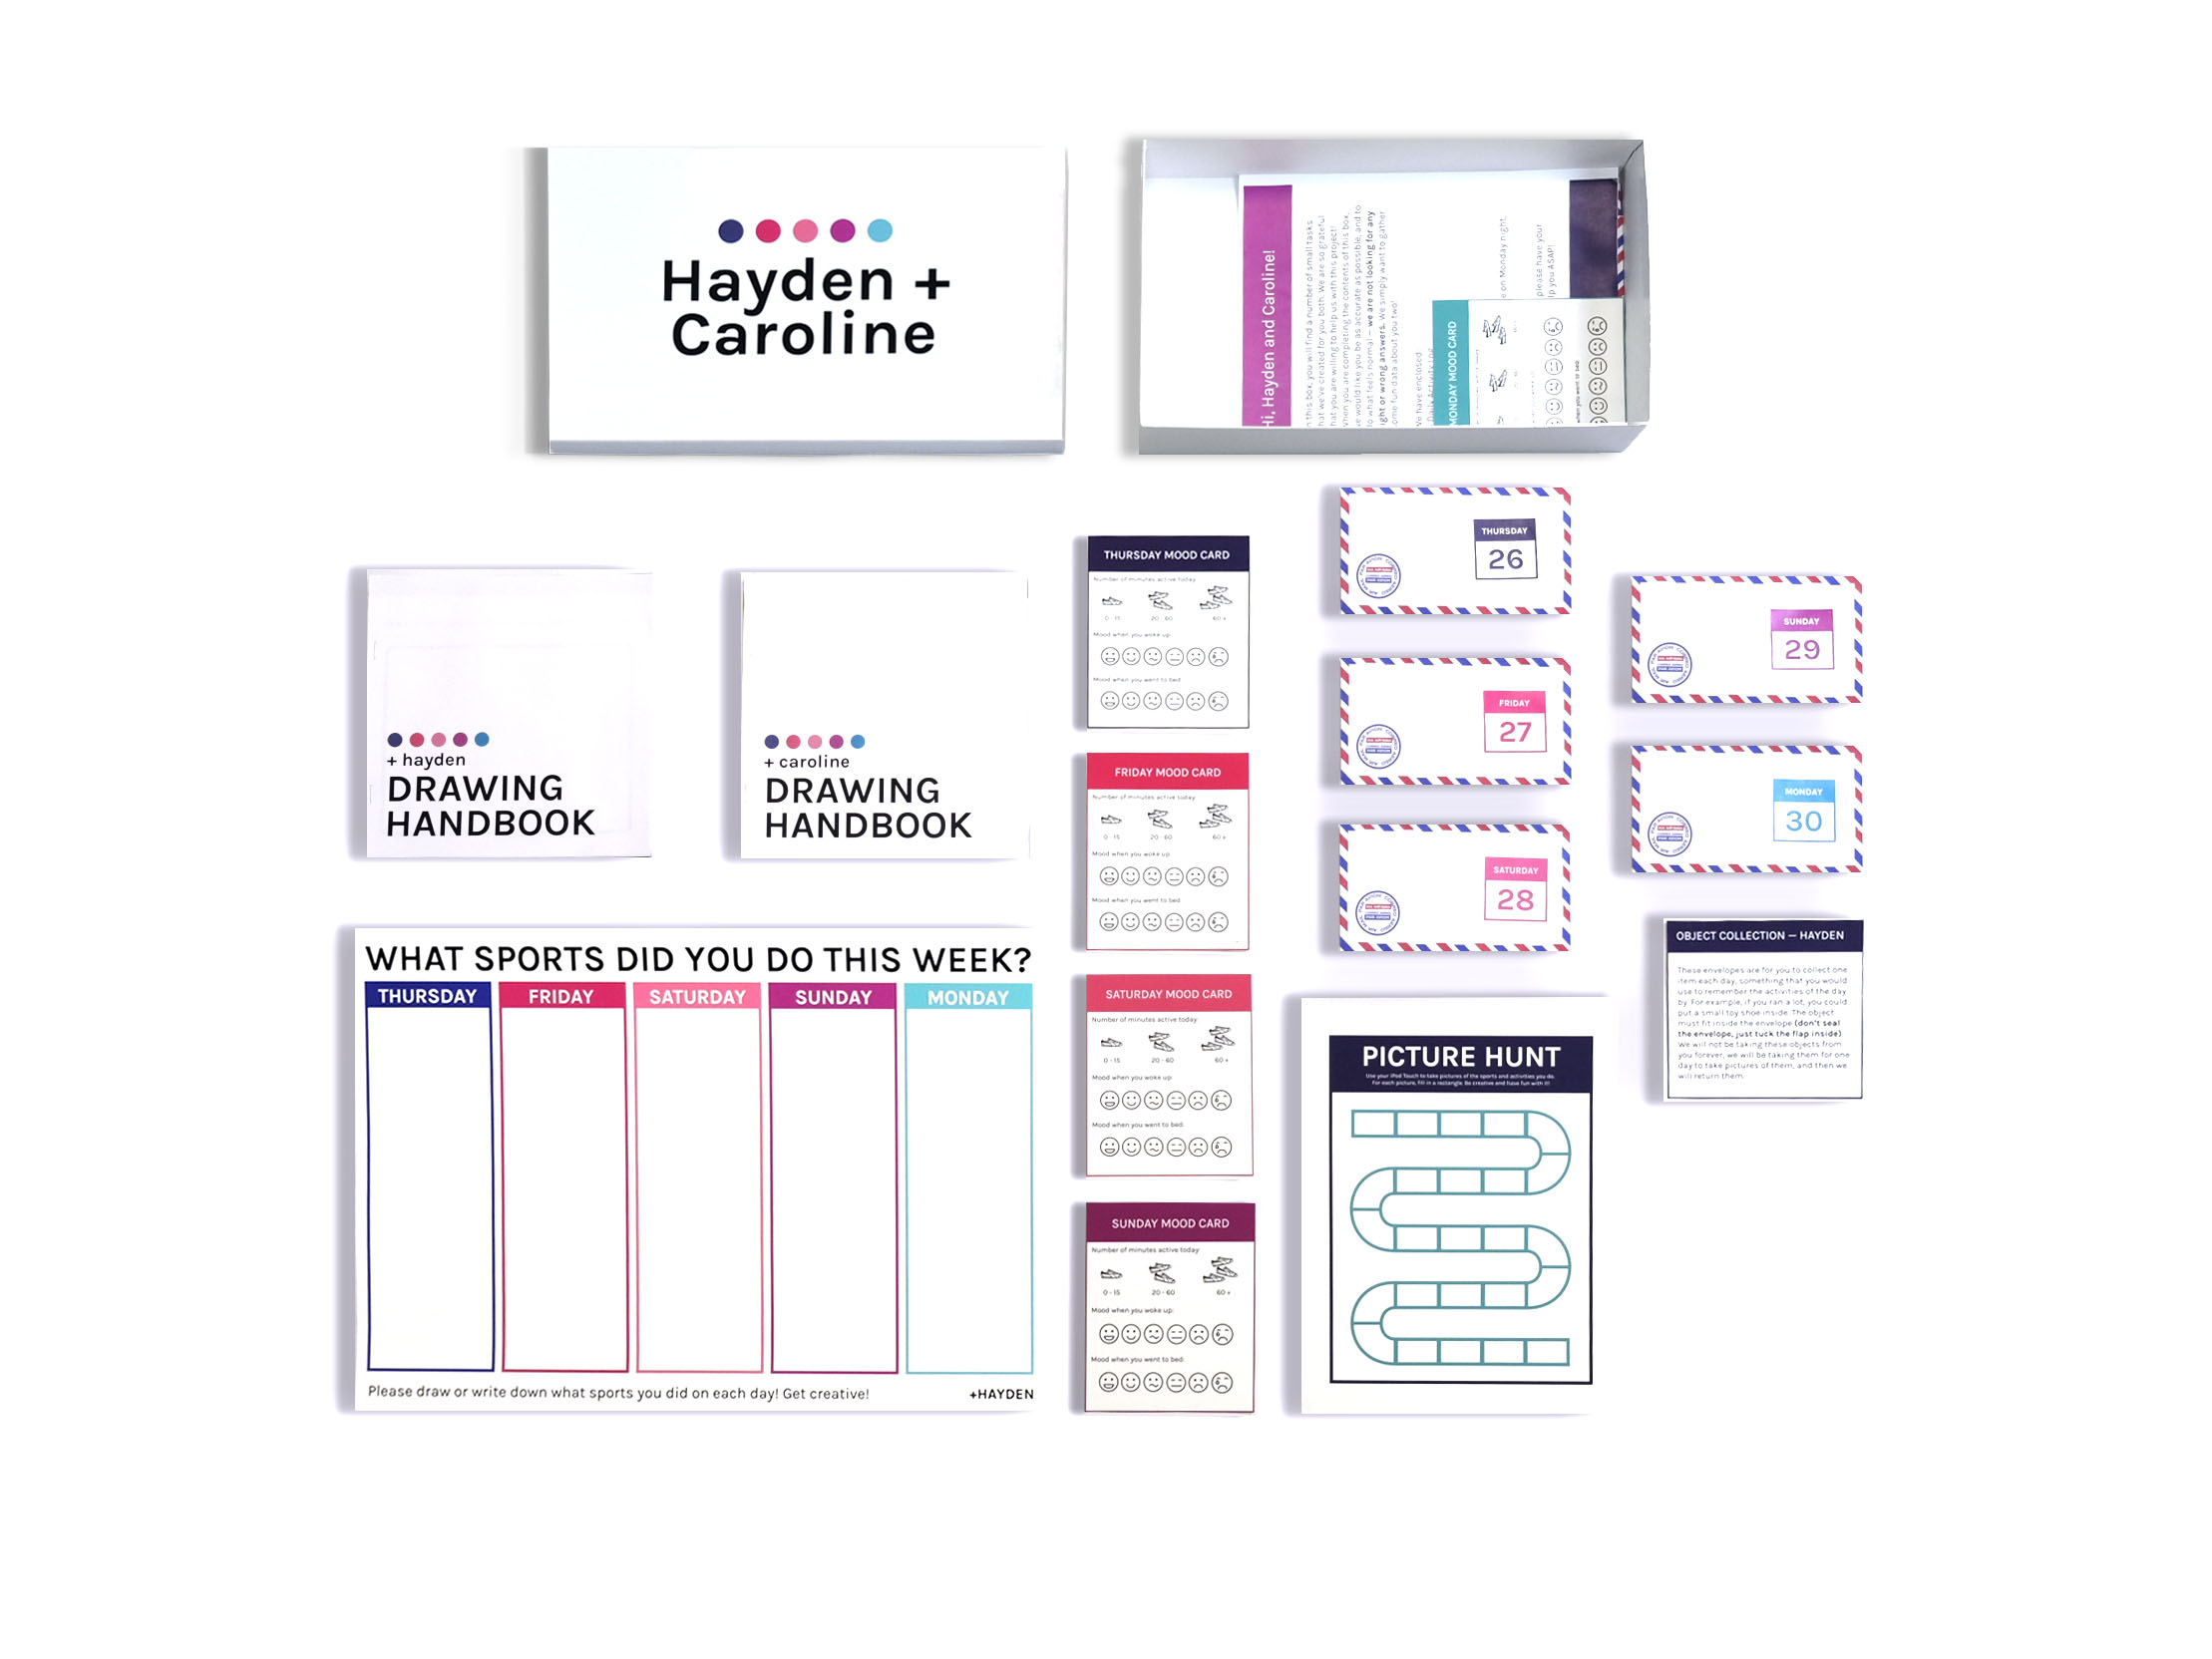 Hayden +
Caroline
Hi, Hayden and Caroline!
n this box, you will find a number of small tasks
hat we've created for you both. We are so grateful
hat you are willing to help us with this project!
when you are completing the contents of this box,
e would like you be as accurate as possible, and to
o what feels normal — we are not looking for any
ight or wrong answers. We simply want to gather
ome fun data about you two!
We have enclosed
Daily Activity Log
e on Monday night,
please have your
lp you ASAP!
MONDAY MOOD CARD
when you went to bed
+ hayden
DRAWING
HANDBOOK
+ caroline
DRAWING
HANDBOOK
THURSDAY MOOD CARD
Number of minutes active today
0 - 15 20 - 60 60 +
Mood when you woke up:
Mood when you went to bed:
FRIDAY MOOD CARD
Number of minutes active today
0 - 15 20 - 60 60 +
Mood when you woke up:
Mood when you went to bed:
SATURDAY MOOD CARD
Number of minutes active today
0 - 15 20 - 60 60 +
Mood when you woke up:
Mood when you went to bed:
SUNDAY MOOD CARD
Number of minutes active today
0 - 15 20 - 60 60 +
Mood when you woke up:
Mood when you went to bed:
THURSDAY
26
FRIDAY
27
SATURDAY
28
SUNDAY
29
MONDAY
30
OBJECT COLLECTION — HAYDEN
These envelopes are for you to collect one
item each day, something that you would
use to remember the activities of the day
by. For example, if you ran a lot, you could
put a small toy shoe inside. The object
must fit inside the envelope (don't seal
the envelope, just tuck the flap inside)
We will not be taking these objects from
you forever, we will be taking them for one
day to take pictures of them, and then we
will return them.
WHAT SPORTS DID YOU DO THIS WEEK?
THURSDAY FRIDAY SATURDAY SUNDAY MONDAY
Please draw or write down what sports you did on each day! Get creative!
+HAYDEN
PICTURE HUNT
Use your iPod Touch to take pictures of the sports and activities you do.
For each picture, fill in a rectangle. Be creative and have fun with it!